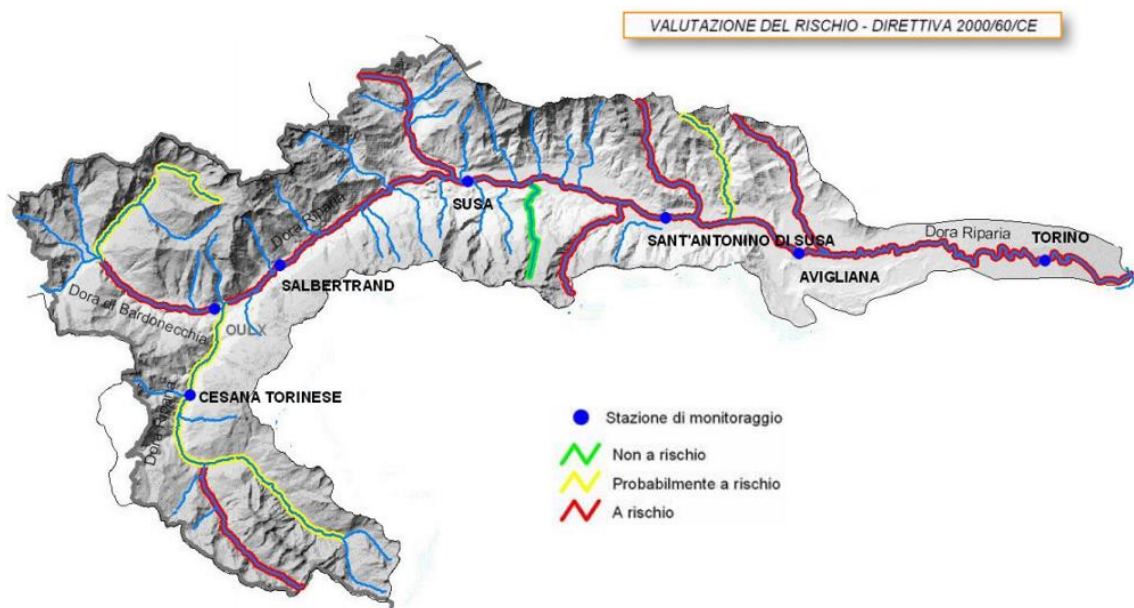 VALUTAZIONE DEL RISCHIO - DIRETTIVA 2000/60/CE
Dora Riparia
SUSA
SANT'ANTONINO DI SUSA
Dora Riparia
TORINO
AVIGLIANA
SALBERTRAND
Dora di Bardonecchia
OULX
CESANA TORINESE
Dora Riparia
Stazione di monitoraggio
Non a rischio
Probabilmente a rischio
A rischio